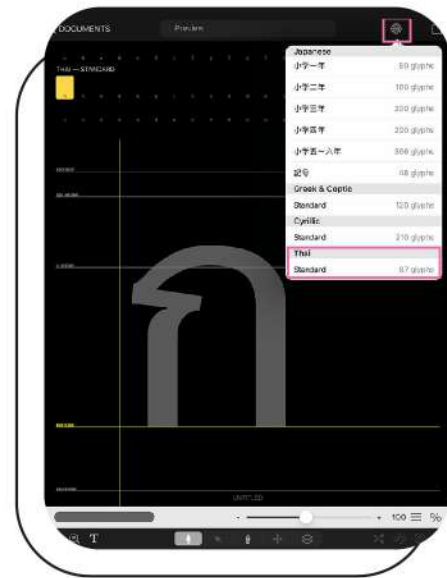 DOCUMENTS
Preview
THAI — STANDARD
Japanese
小学一年 80 glyphs
小学二年 160 glyphs
小学三年 200 glyphs
小学四年 200 glyphs
小学五~六年 366 glyphs
記号 48 glyphs
Greek & Coptic
Standard 120 glyphs
Cyrillic
Standard 210 glyphs
Thai
Standard 87 glyphs
ก
UNTITLED
- + 100 %
T